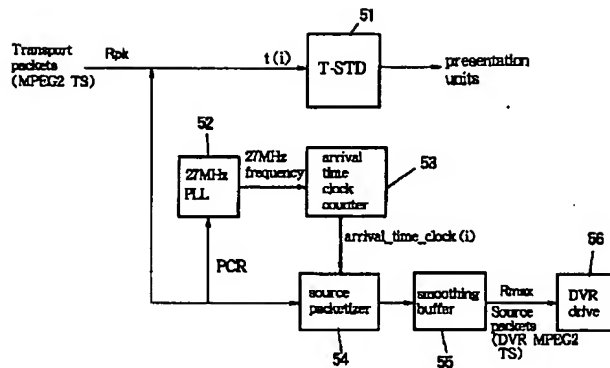 51
Transport
packets
(MPEG2 TS)
Rpk
t(i)
T-STD
presentation
units
52
27MHz
PLL
27MHz
frequency
arrival
time
clock
counter
53
arrival_time_clock(i)
PCR
source
packetizer
54
smoothing
buffer
55
Rmax
Source
packets
(DVR MPEG2
TS)
56
DVR
drive